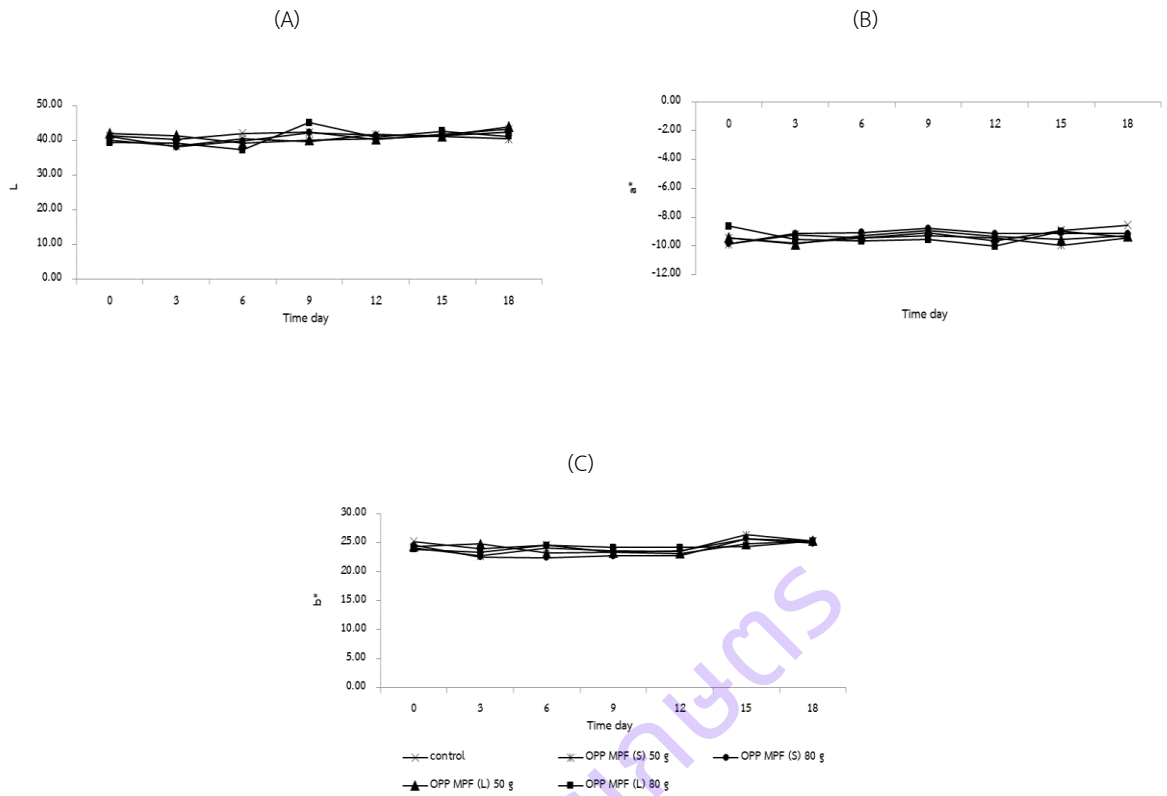 (A)
(B)
50.00
40.00
30.00
20.00
10.00
0.00
L
0 3 6 9 12 15 18
Time day
0.00
-2.00
-4.00
-6.00
-8.00
-10.00
-12.00
a*
0 3 6 9 12 15 18
Time day
(C)
30.00
25.00
20.00
15.00
10.00
5.00
0.00
b*
0 3 6 9 12 15 18
Time day
control OPP MPF (S) 50 g OPP MPF (S) 80 g
OPP MPF (L) 50 g OPP MPF (L) 80 g